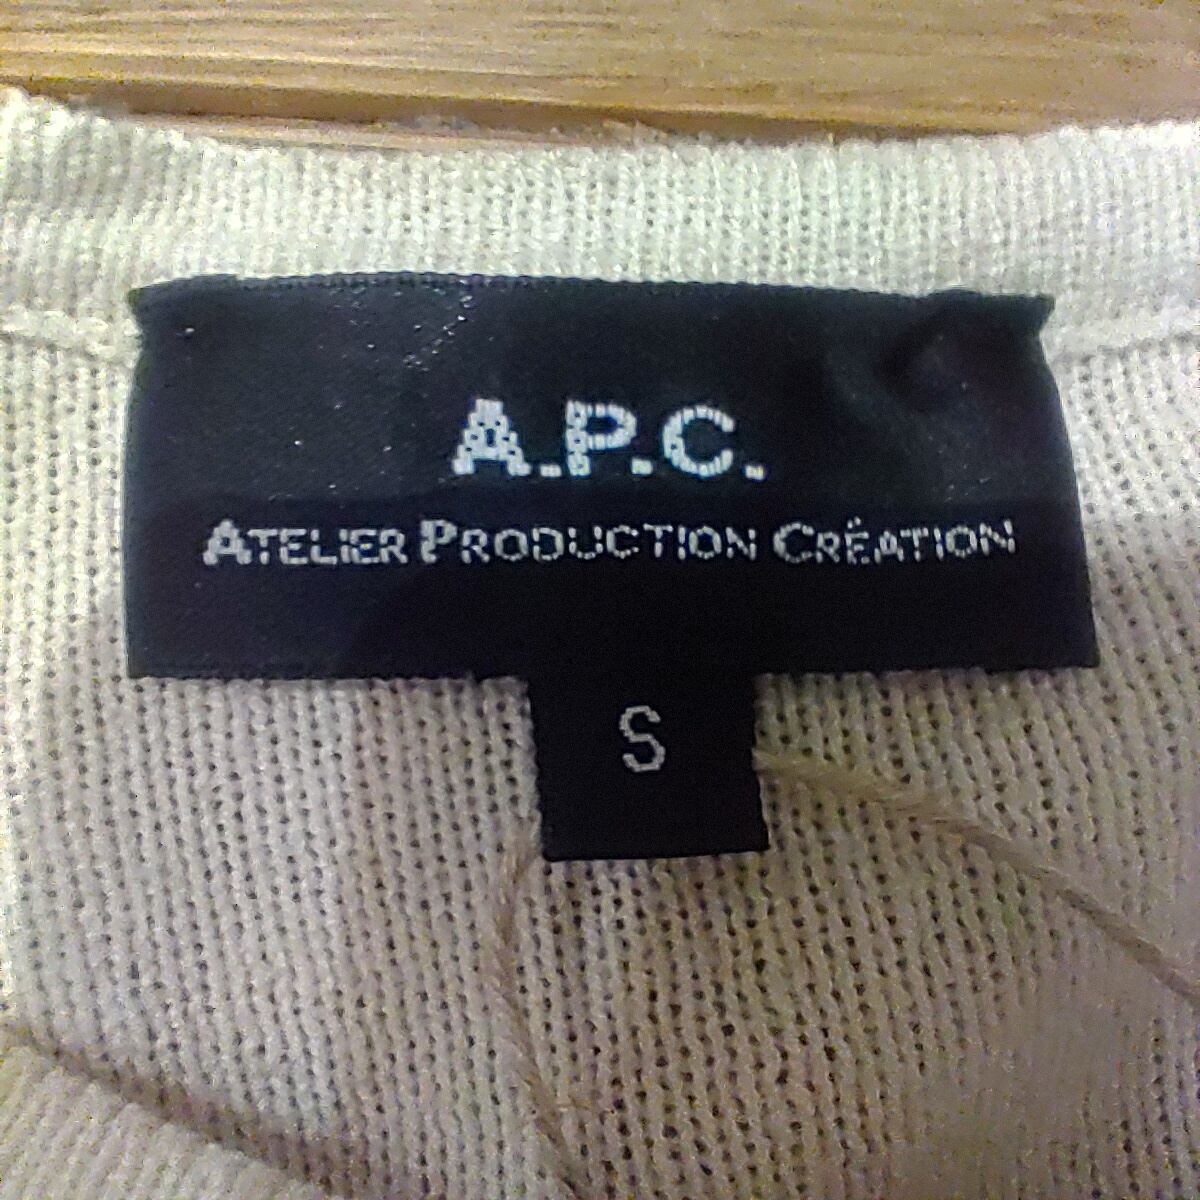 A.P.C.
ATELIER PRODUCTION CRÉATION
S